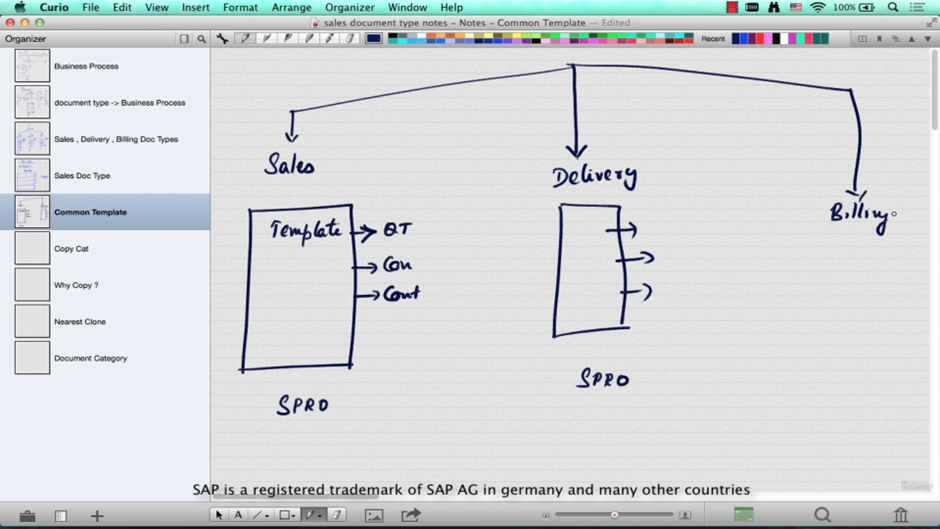 Curio File Edit View Insert Format Arrange Organizer Window Help 100%
sales document type notes - Notes - Common Template — Edited
Organizer
Recent
Business Process
document type -> Business Process
Sales , Delivery , Billing Doc Types
Sales Doc Type
Common Template
Copy Cat
Why Copy ?
Nearest Clone
Document Category
Sales
Delivery
Billing
Template
QT
Con
Cont
SPRO
SPRO
SAP is a registered trademark of SAP AG in germany and many other countries
Udemy
A